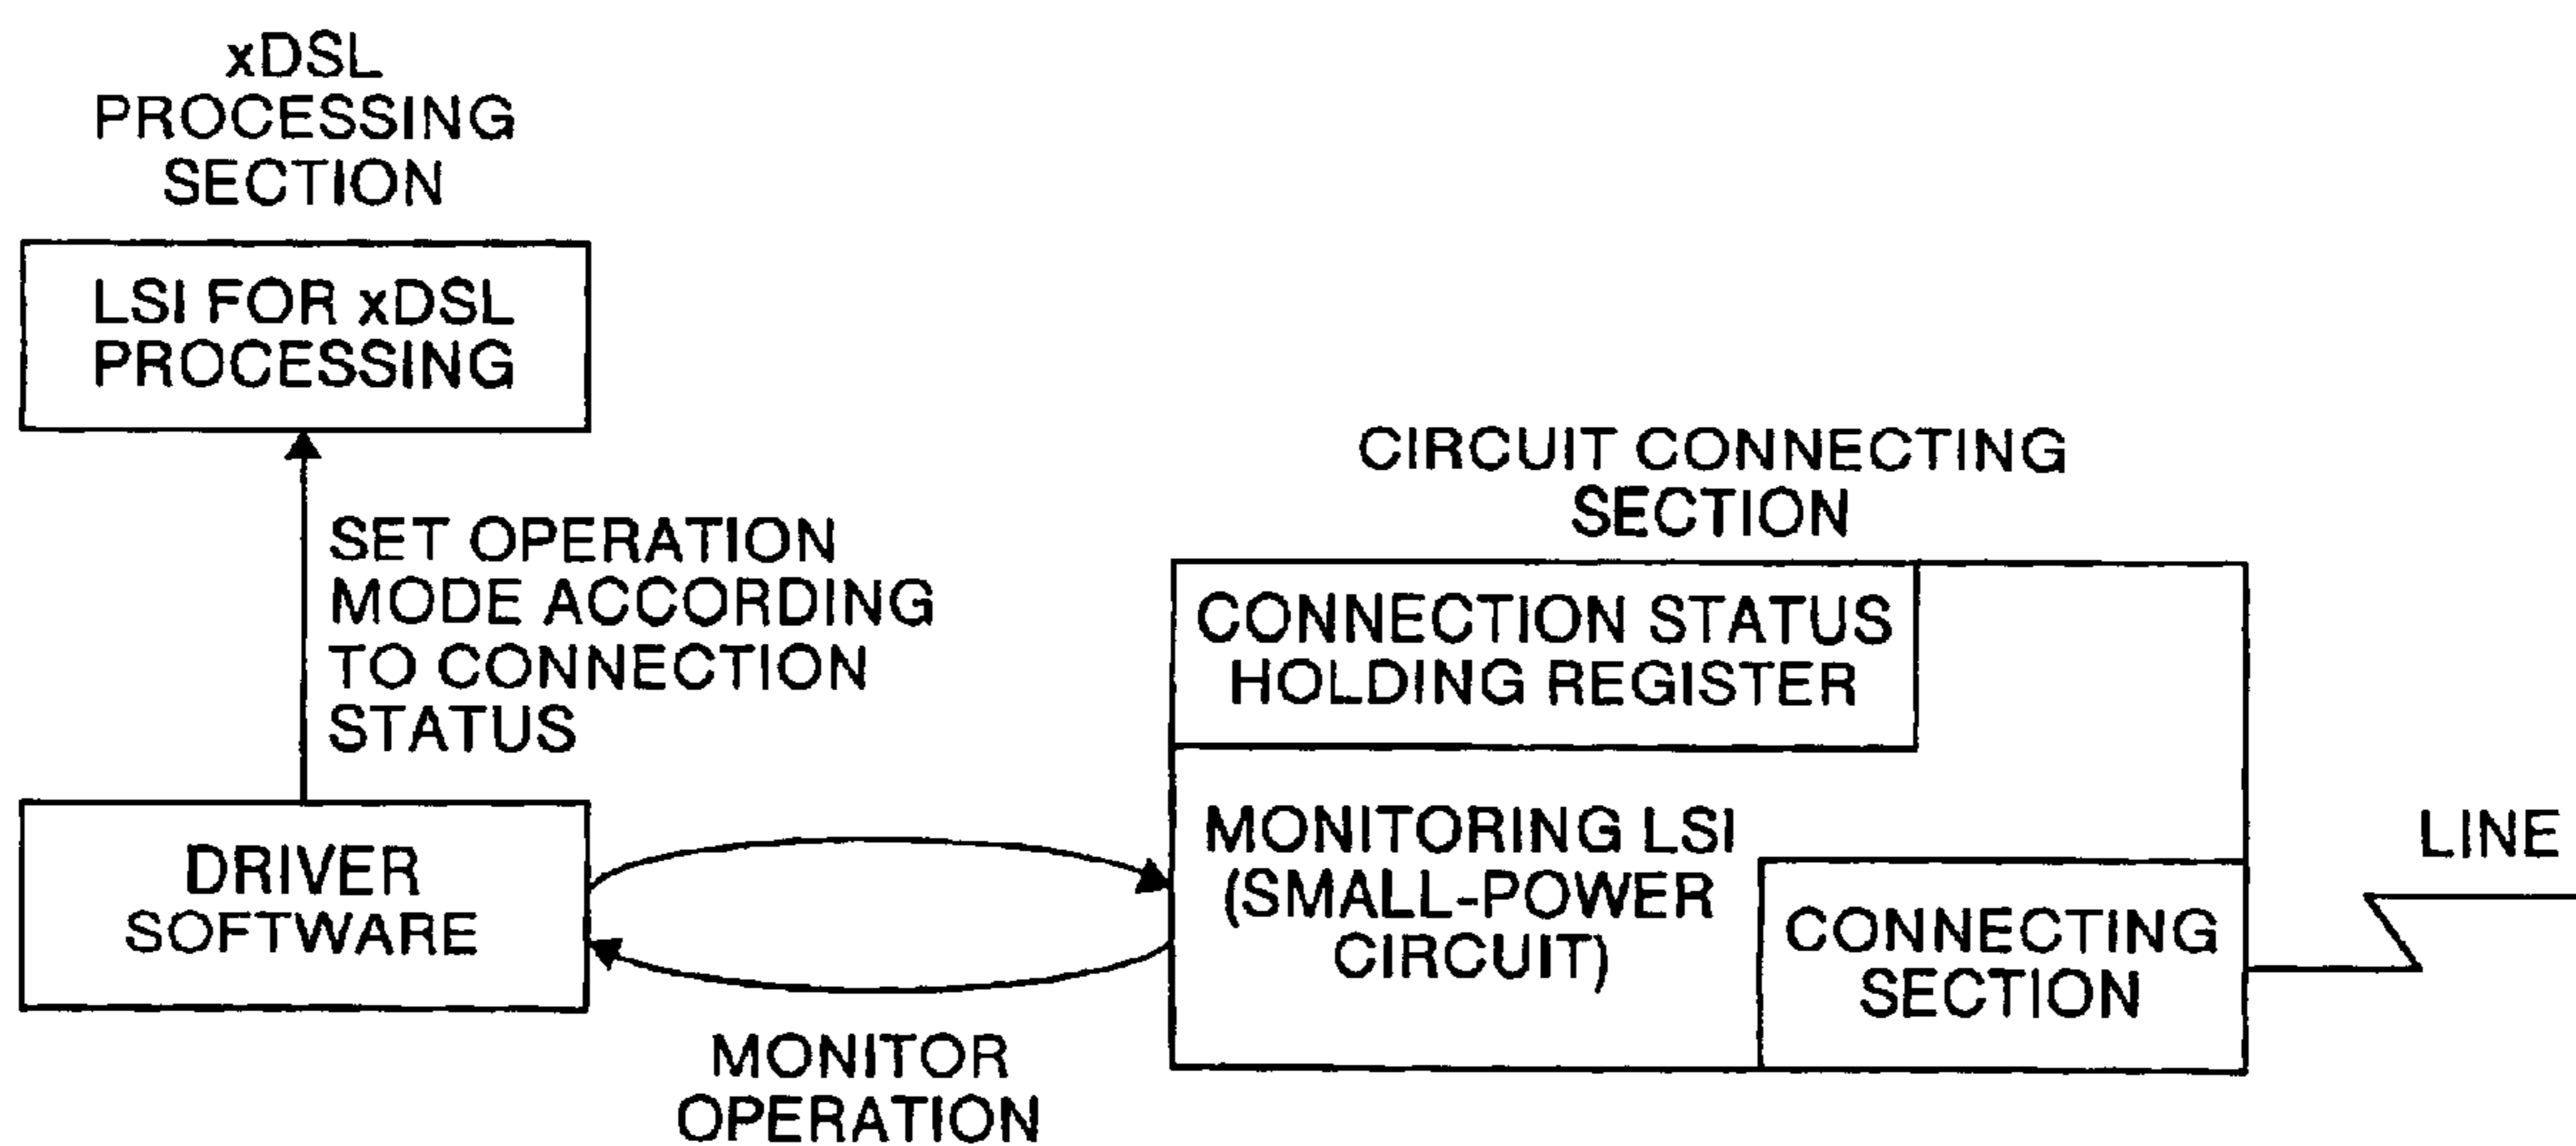 xDSL
PROCESSING
SECTION
LSI FOR xDSL
PROCESSING
SET OPERATION
MODE ACCORDING
TO CONNECTION
STATUS
DRIVER
SOFTWARE
MONITOR
OPERATION
CIRCUIT CONNECTING
SECTION
CONNECTION STATUS
HOLDING REGISTER
MONITORING LSI
(SMALL-POWER
CIRCUIT)
CONNECTING
SECTION
LINE